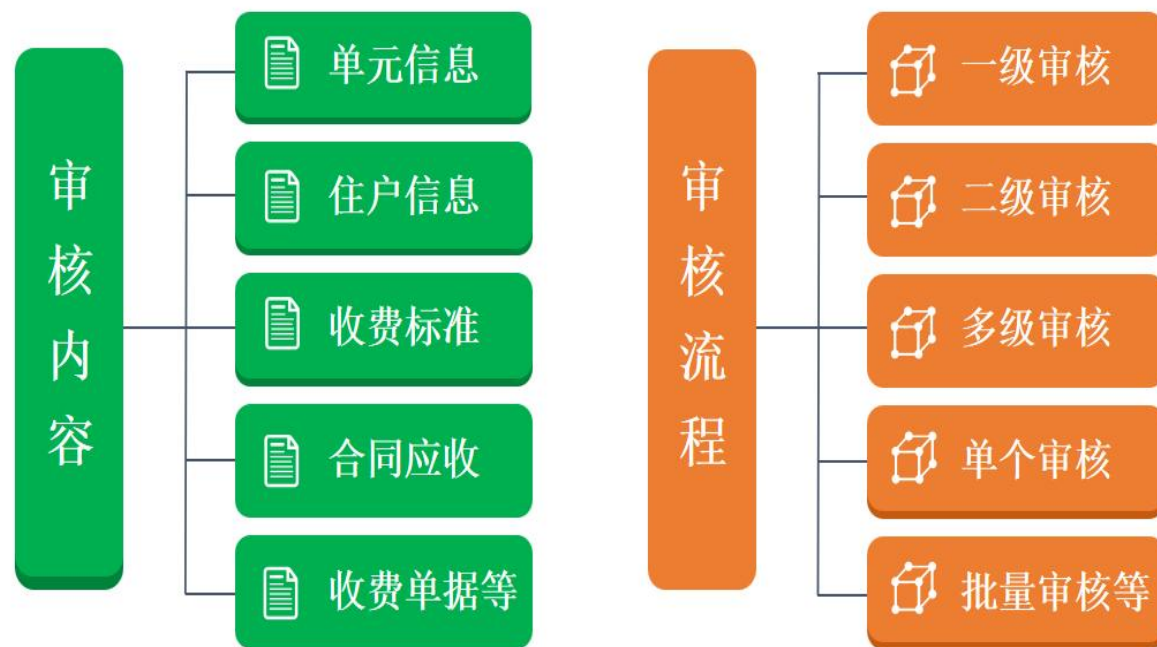 审核内容
单元信息
住户信息
收费标准
合同应收
收费单据等
审核流程
一级审核
二级审核
多级审核
单个审核
批量审核等